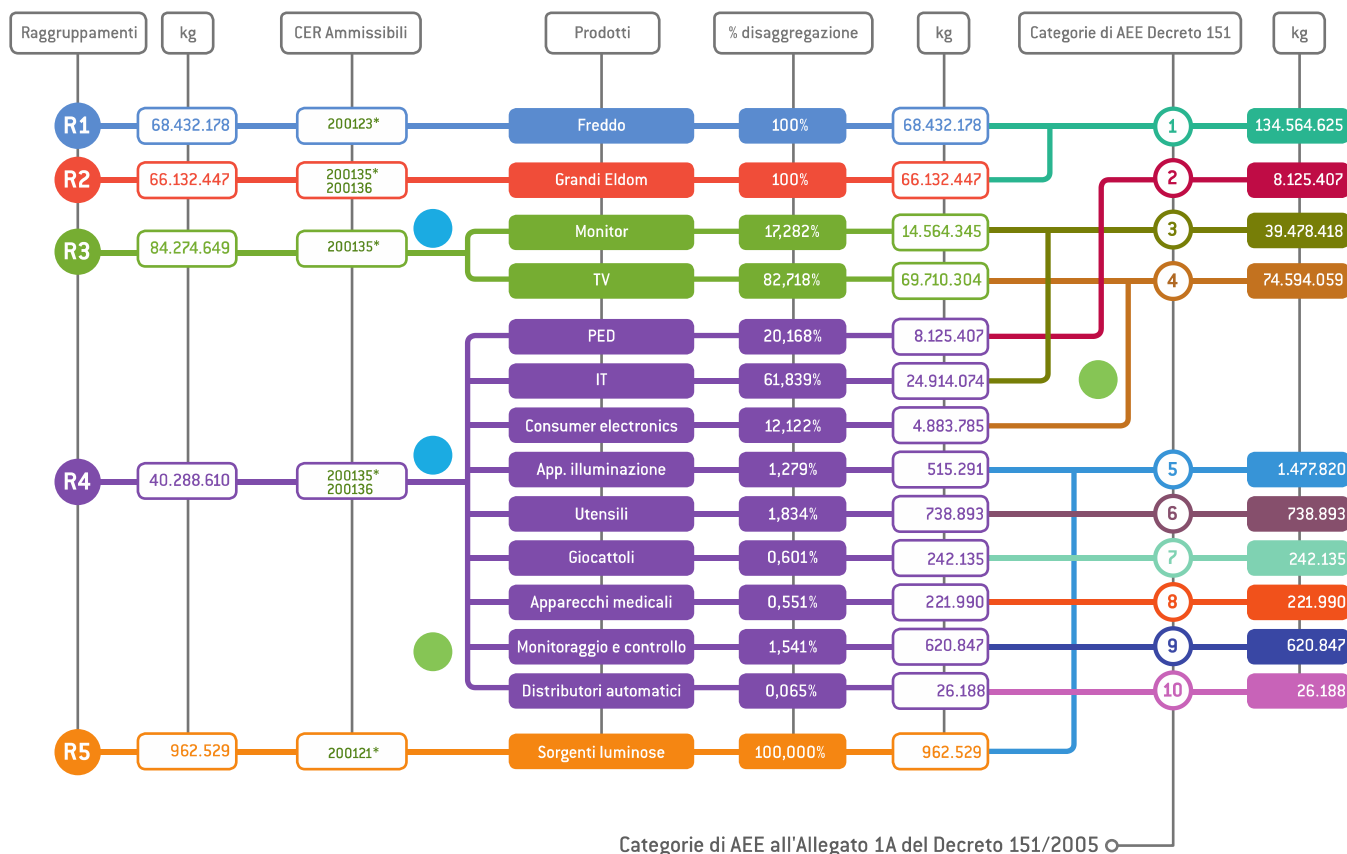 Raggruppamenti kg CER Ammissibili Prodotti % disaggregazione kg Categorie di AEE Decreto 151 kg
R1 68.432.178 200123* Freddo 100% 68.432.178 1 134.564.625
R2 66.132.447 200135* Grandi Eldom 100% 66.132.447 2 8.125.407
200136
R3 84.274.649 200135* Monitor 17,282% 14.564.345 3 39.478.418
TV 82,718% 69.710.304 4 74.594.059
PED 20,168% 8.125.407
IT 61,839% 24.914.074
Consumer electronics 12,122% 4.883.785
R4 40.288.610 200135* App. illuminazione 1,279% 515.291 5 1.477.820
200136
Utensili 1,834% 738.893 6 738.893
Giocattoli 0,601% 242.135 7 242.135
Apparecchi medicali 0,551% 221.990 8 221.990
Monitoraggio e controllo 1,541% 620.847 9 620.847
Distributori automatici 0,065% 26.188 10 26.188
R5 962.529 200121* Sorgenti luminose 100,000% 962.529
Categorie di AEE all'Allegato 1A del Decreto 151/2005